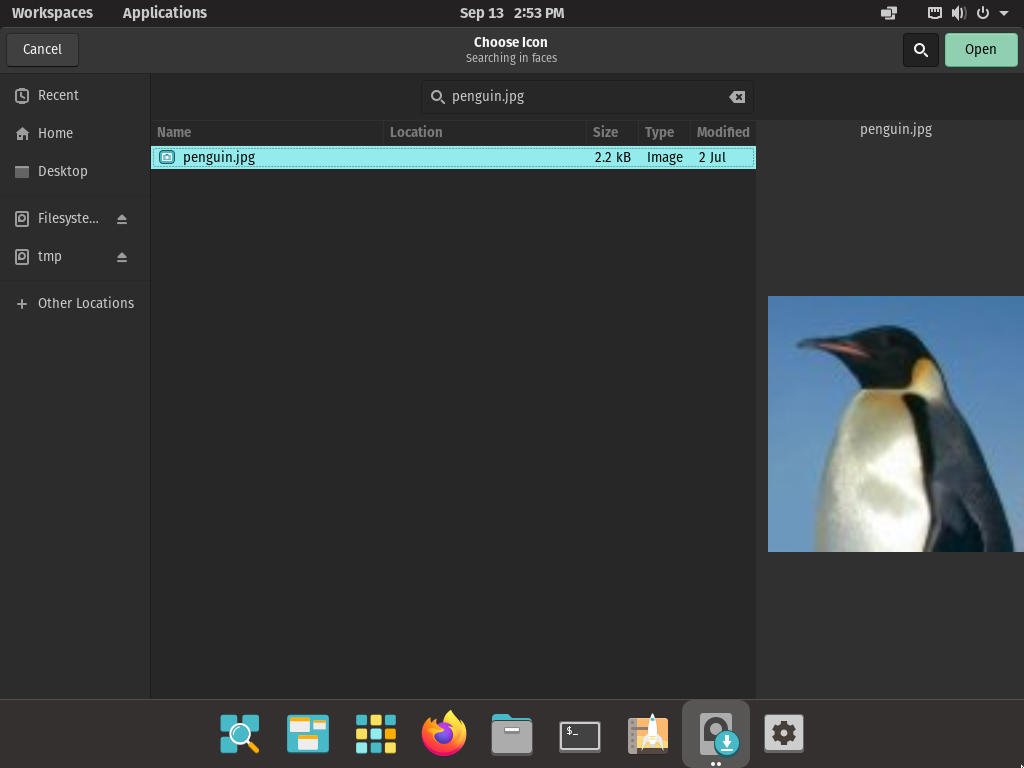 Workspaces Applications Sep 13 2:53 PM
Cancel Choose Icon Open
Searching in faces
Recent
Home
Desktop
Filesyste...
tmp
Other Locations
penguin.jpg
Name Location Size Type Modified
penguin.jpg 2.2 kB Image 2 Jul
penguin.jpg
$_